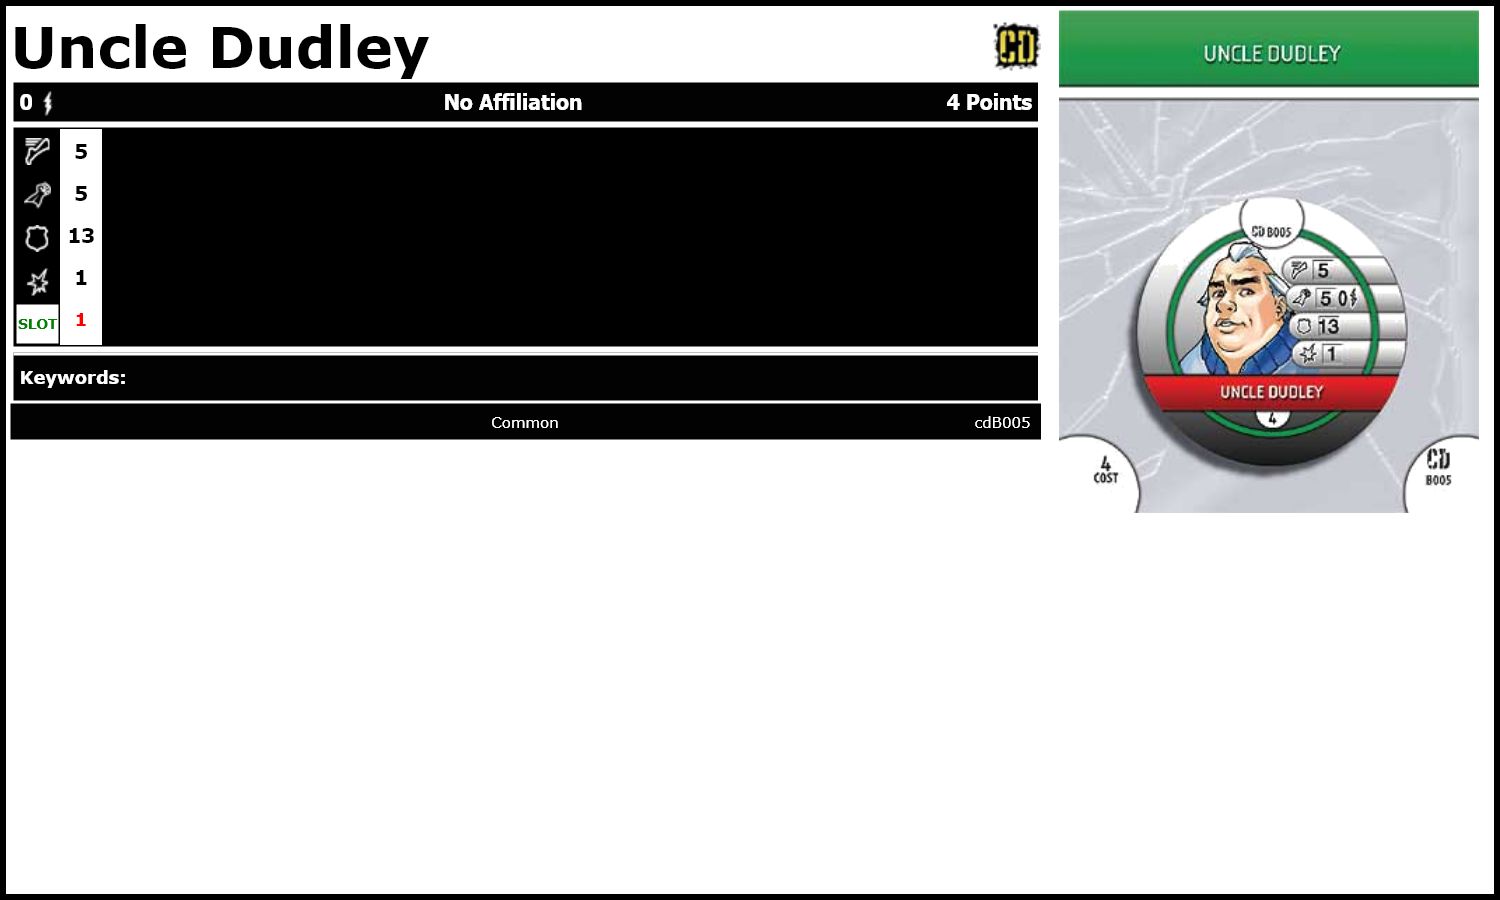 Uncle Dudley
CD
0 No Affiliation 4 Points
5
5
13
1
SLOT 1
Keywords:
Common cdB005
UNCLE DUDLEY
CD B005
5
5 0
13
1
UNCLE DUDLEY
4
4
COST
CD
B005